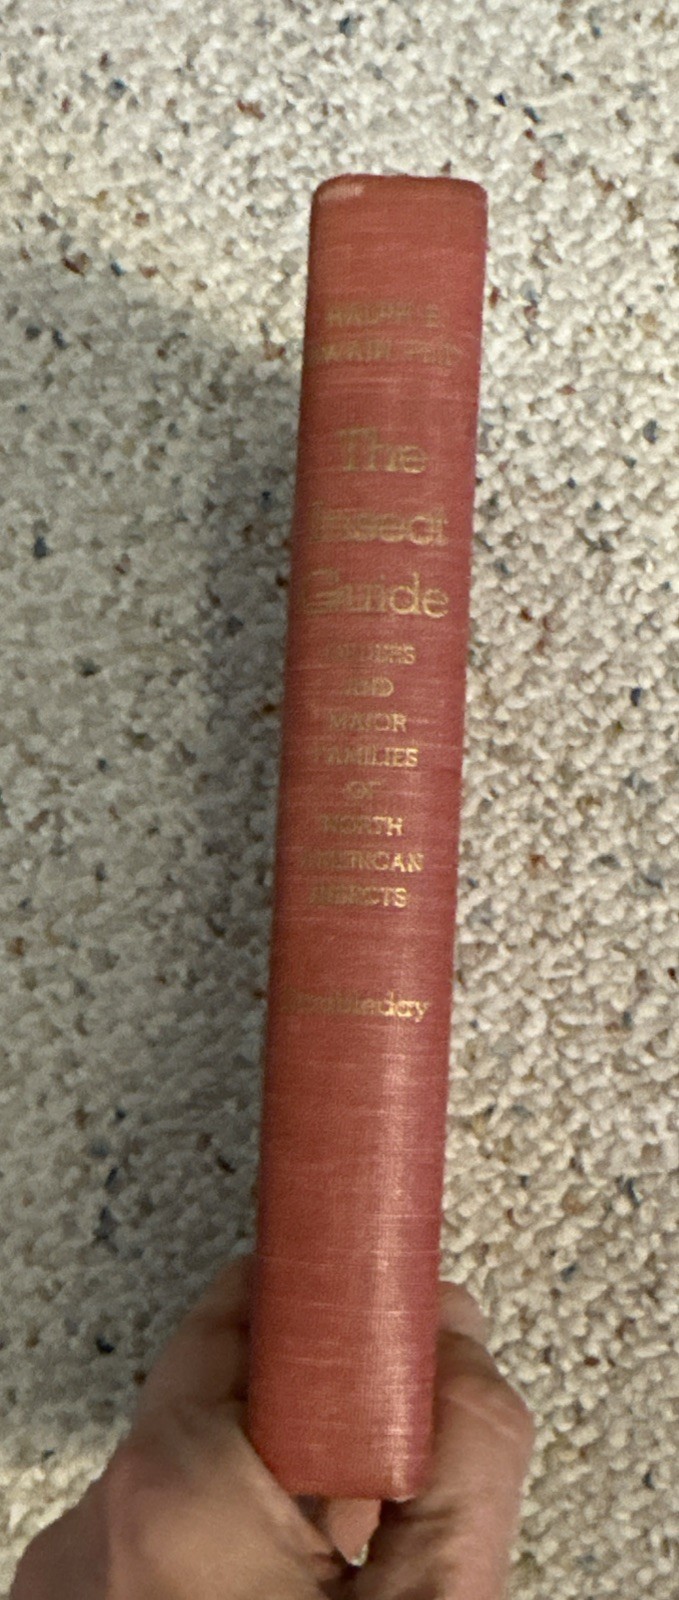 RALPH B.
SWAIN, PH.D.
The
Insect
Guide
ORDERS
AND
MAJOR
FAMILIES
OF
NORTH
AMERICAN
INSECTS
Doubleday